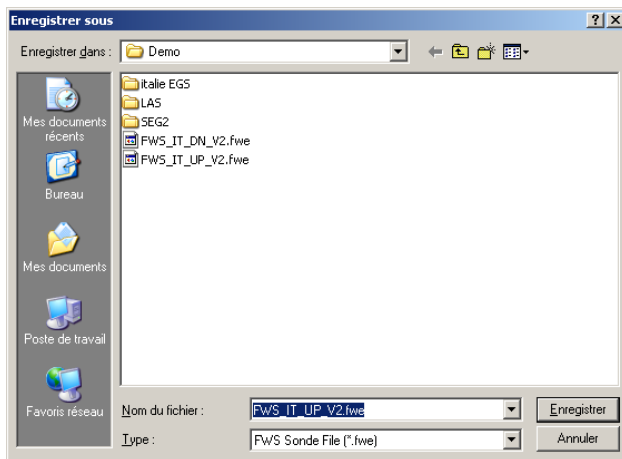 Enregistrer sous
Enregistrer dans :
Demo
italie EGS
LAS
SEG2
FWS_IT_DN_V2.fwe
FWS_IT_UP_V2.fwe
Mes documents
récents
Bureau
Mes documents
Poste de travail
Favoris réseau
Nom du fichier :
FWS_IT_UP_V2.fwe
Enregistrer
Type :
FWS Sonde File (*.fwe)
Annuler